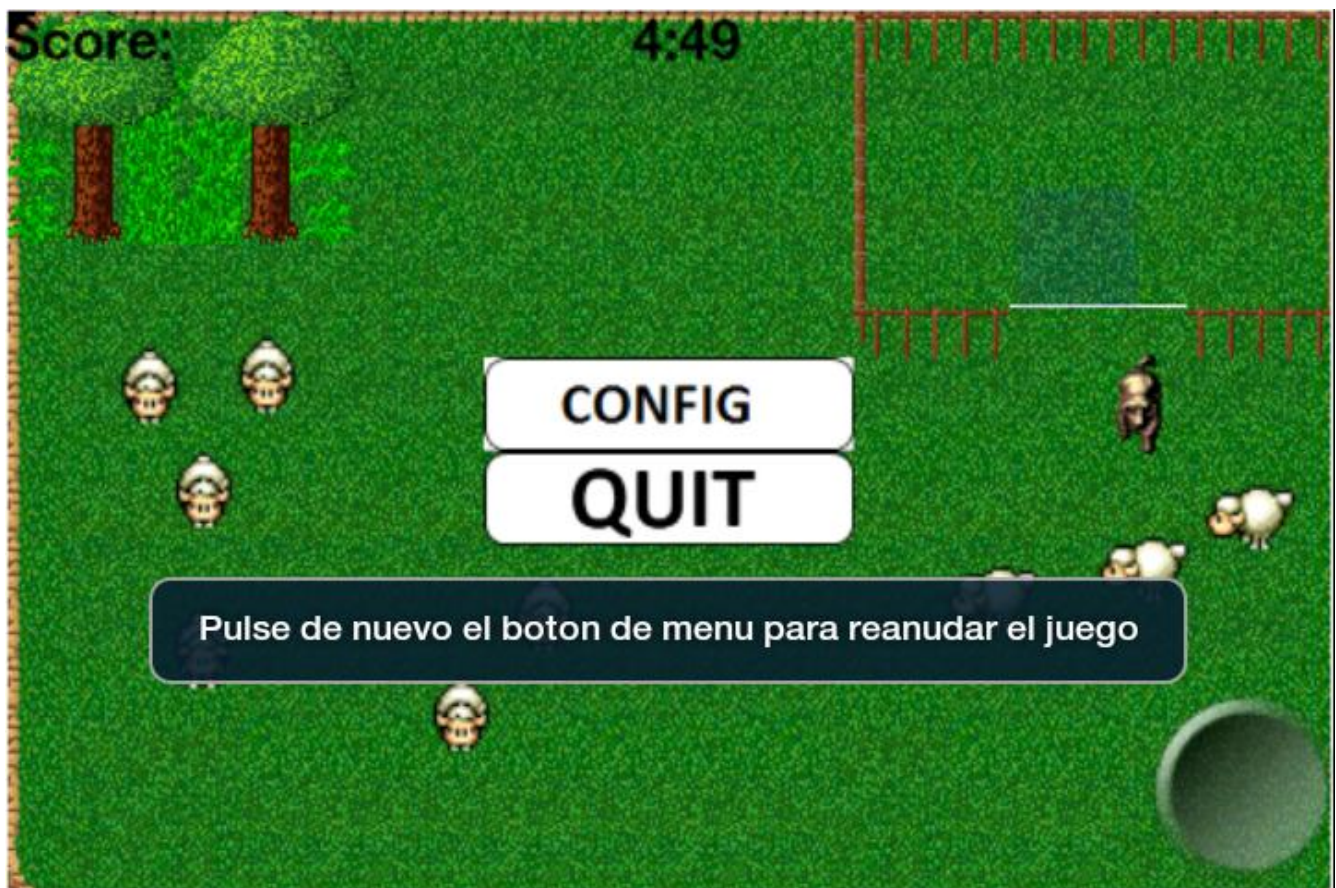 Score:
4:49
CONFIG
QUIT
Pulse de nuevo el boton de menu para reanudar el juego